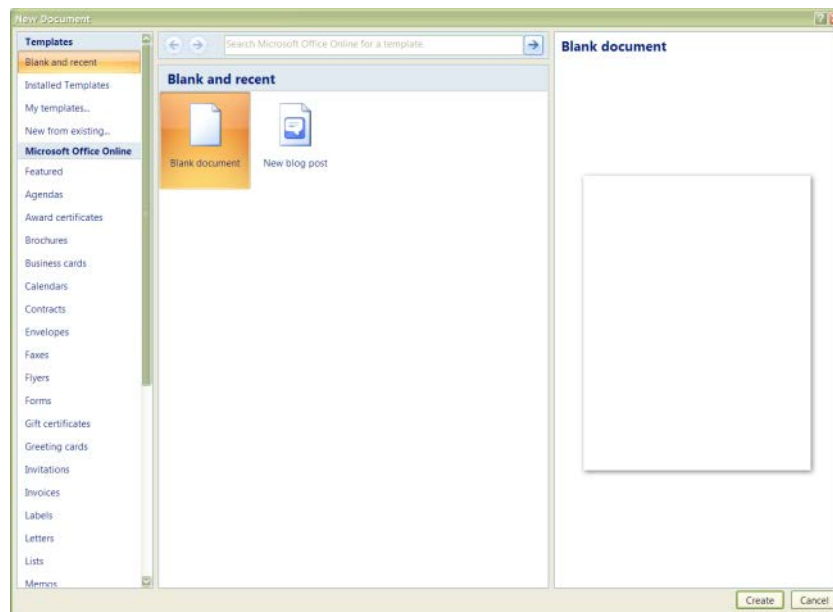 New Document
Templates
Blank and recent
Installed Templates
My templates...
New from existing...
Microsoft Office Online
Featured
Agendas
Award certificates
Brochures
Business cards
Calendars
Contracts
Envelopes
Faxes
Flyers
Forms
Gift certificates
Greeting cards
Invitations
Invoices
Labels
Letters
Lists
Memos
Search Microsoft Office Online for a template
Blank and recent
Blank document
New blog post
Blank document
Create
Cancel